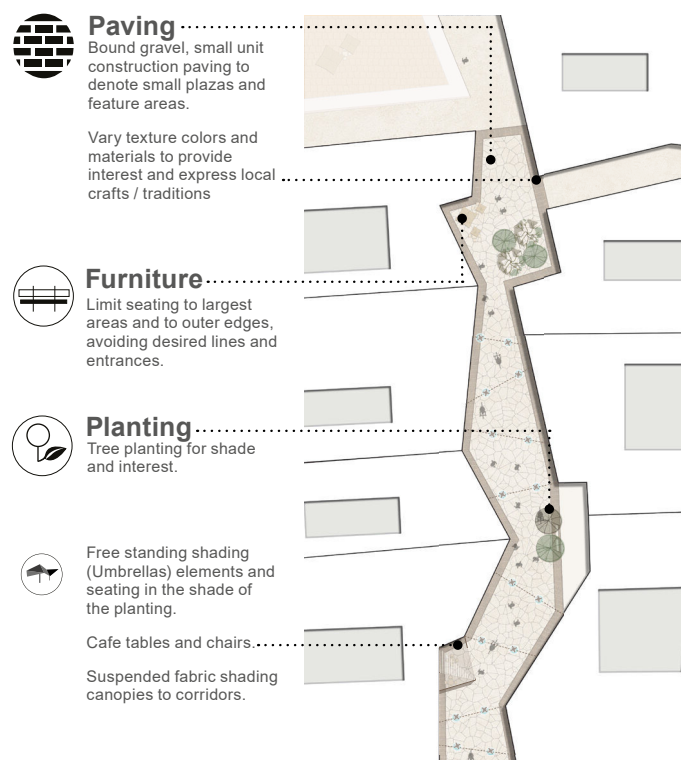 Paving
Bound gravel, small unit
construction paving to
denote small plazas and
feature areas.
Vary texture colors and
materials to provide
interest and express local
crafts / traditions
Furniture
Limit seating to largest
areas and to outer edges,
avoiding desired lines and
entrances.
Planting
Tree planting for shade
and interest.
Free standing shading
(Umbrellas) elements and
seating in the shade of
the planting.
Cafe tables and chairs.
Suspended fabric shading
canopies to corridors.